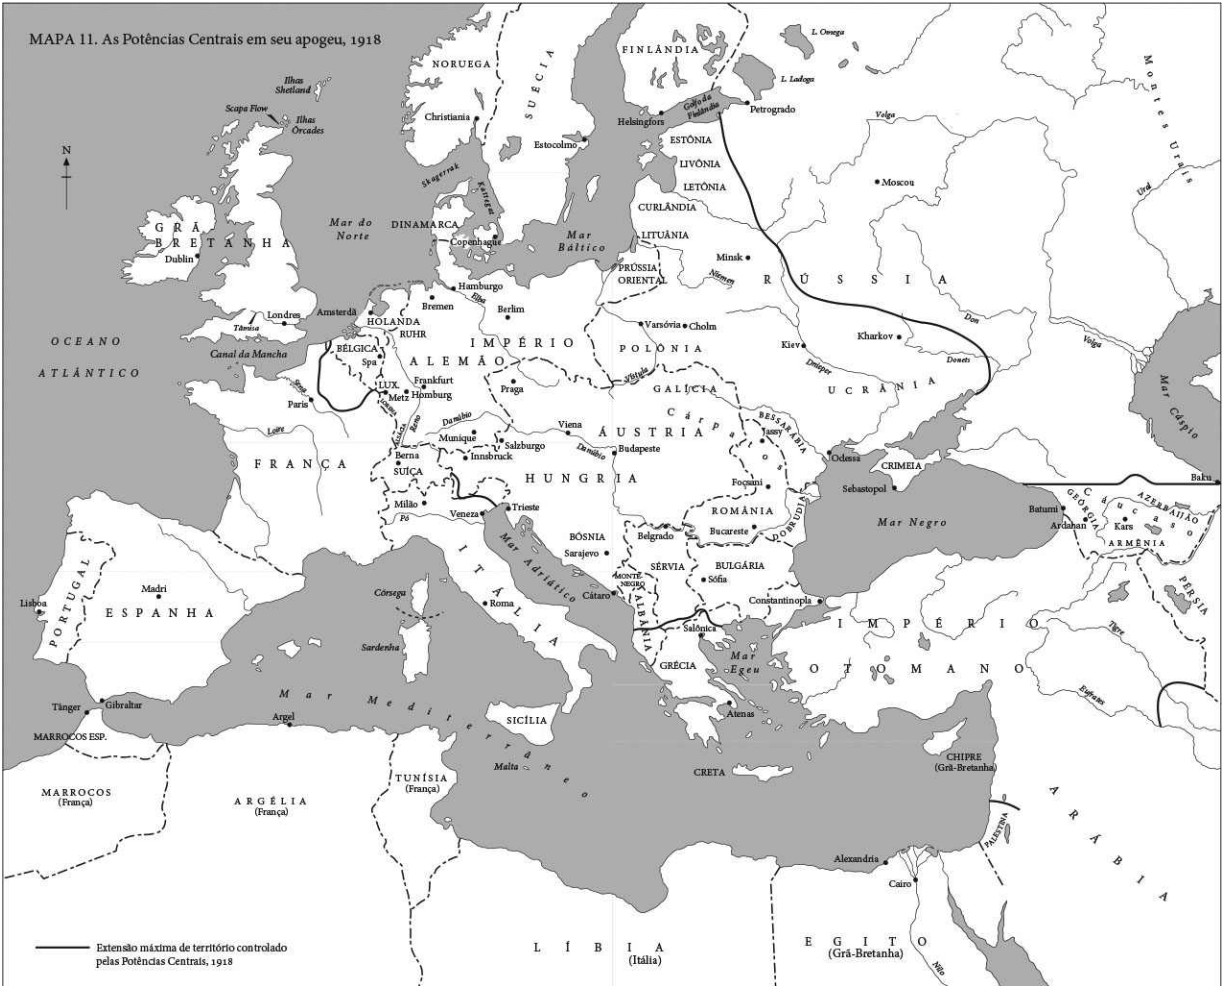 MAPA 11. As Potências Centrais em seu apogeu, 1918
N
NORUEGA
SUÉCIA
FINLÂNDIA
L. Onega
L. Ladoga
Montes Urais
Ilhas
Shetland
Scapa Flow
Ilhas
Órcades
Christiania
Estocolmo
Helsingfors
Golfo da
Finlândia
Petrogrado
Volga
ESTÔNIA
LIVÔNIA
LETÔNIA
CURLÂNDIA
LITUÂNIA
Moscou
Ural
Skagerrak
Kattegat
GRÃ
BRETANHA
Dublin
Mar do
Norte
DINAMARCA
Copenhague
Mar
Báltico
PRÚSSIA
ORIENTAL
Minsk
Niemen
RÚSSIA
Hamburgo
Elba
Bremen
Berlim
Amsterdã
HOLANDA
RUHR
Londres
Tâmisa
Canal da Mancha
BÉLGICA
Spa
IMPÉRIO
ALEMÃO
Varsóvia
Cholm
POLÔNIA
Vístula
Kiev
Dnieper
Kharkov
Don
Donets
Volga
UCRÂNIA
OCEANO
ATLÂNTICO
Sena
Paris
LUX.
Metz
Frankfurt
Homburg
LORENA
ALSÁCIA
Reno
Praga
GALÍCIA
Cárpatos
BESSARÁBIA
Jassy
Mar Cáspio
Loire
Danúbio
Munique
Viena
Salzburgo
Innsbruck
ÁUSTRIA
Danúbio
Budapeste
HUNGRIA
FRANÇA
Berna
SUÍÇA
Odessa
CRIMEIA
Sebastopol
Baku
Focsani
ROMÂNIA
Bucareste
DOBRUDJA
Milão
Pó
Veneza
Trieste
Mar Negro
Batumi
GEÓRGIA
Cáucaso
AZERBAIJÃO
Ardahan
Kars
ARMÊNIA
BÓSNIA
Sarajevo
Belgrado
SÉRVIA
BULGÁRIA
Sófia
Mar Adriático
MONTE-
NEGRO
Cátaro
ALBÂNIA
Constantinopla
PÉRSIA
PORTUGAL
Lisboa
Madri
ESPANHA
Córsega
ITÁLIA
Roma
Sardenha
Salônica
GRÉCIA
Mar
Egeu
Atenas
IMPÉRIO
OTOMANO
Tigre
Eufrates
Tânger
Gibraltar
MARROCOS ESP.
Argel
Mar Mediterrâneo
SICÍLIA
Malta
CRETA
CHIPRE
(Grã-Bretanha)
MARROCOS
(França)
ARGÉLIA
(França)
TUNÍSIA
(França)
PALESTINA
ARÁBIA
Alexandria
Cairo
LÍBIA
(Itália)
EGITO
(Grã-Bretanha)
Nilo
Extensão máxima de território controlado
pelas Potências Centrais, 1918